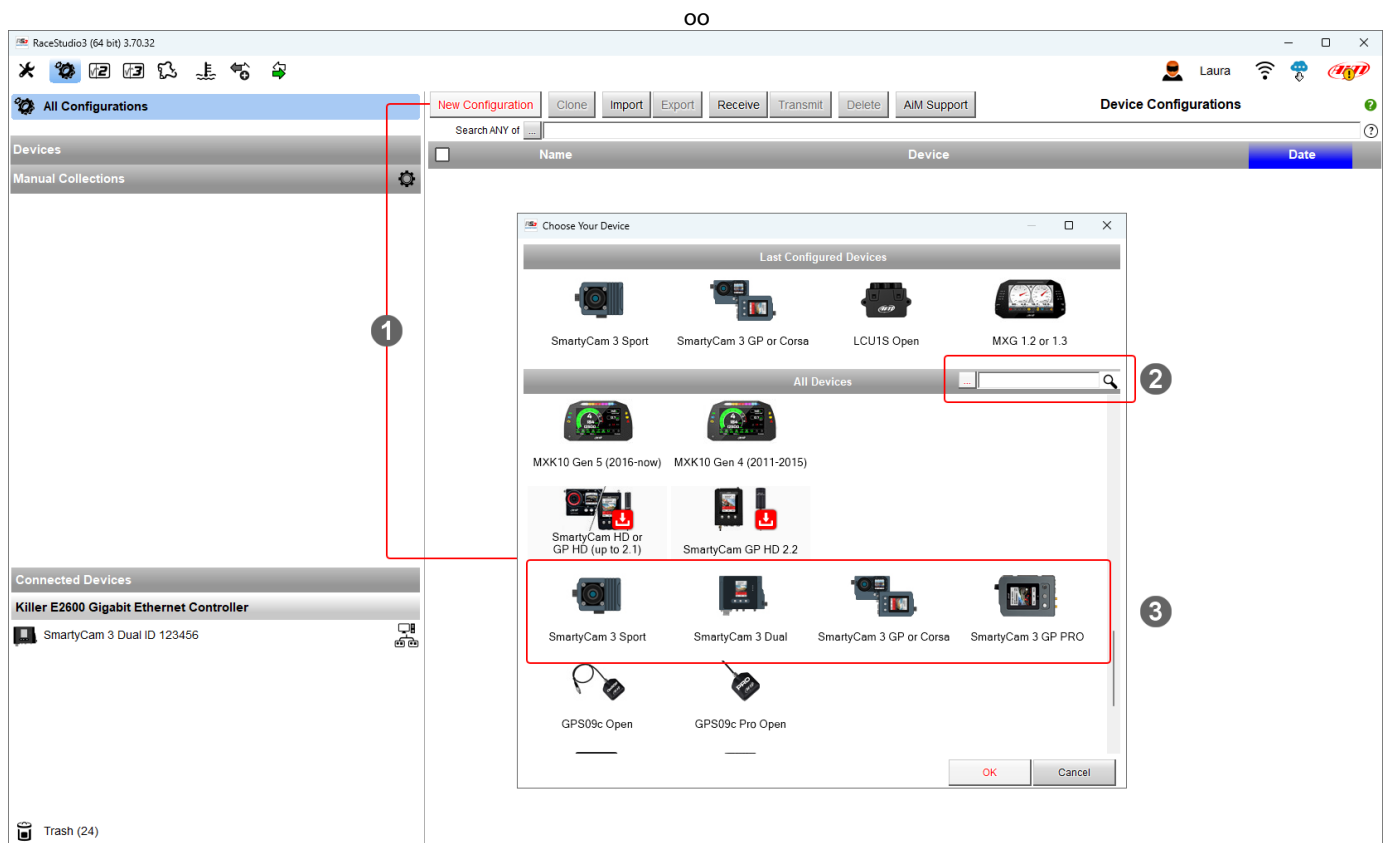 oo
RaceStudio3 (64 bit) 3.70.32
Laura
All Configurations
New Configuration Clone Import Export Receive Transmit Delete AiM Support Device Configurations
Search ANY of ...
Devices
Name Device Date
Manual Collections
Choose Your Device
Last Configured Devices
SmartyCam 3 Sport SmartyCam 3 GP or Corsa LCU1S Open MXG 1.2 or 1.3
1
All Devices ...
2
MXK10 Gen 5 (2016-now) MXK10 Gen 4 (2011-2015)
SmartyCam HD or
GP HD (up to 2.1) SmartyCam GP HD 2.2
Connected Devices
Killer E2600 Gigabit Ethernet Controller
SmartyCam 3 Dual ID 123456
SmartyCam 3 Sport SmartyCam 3 Dual SmartyCam 3 GP or Corsa SmartyCam 3 GP PRO
3
GPS09c Open GPS09c Pro Open
OK Cancel
Trash (24)